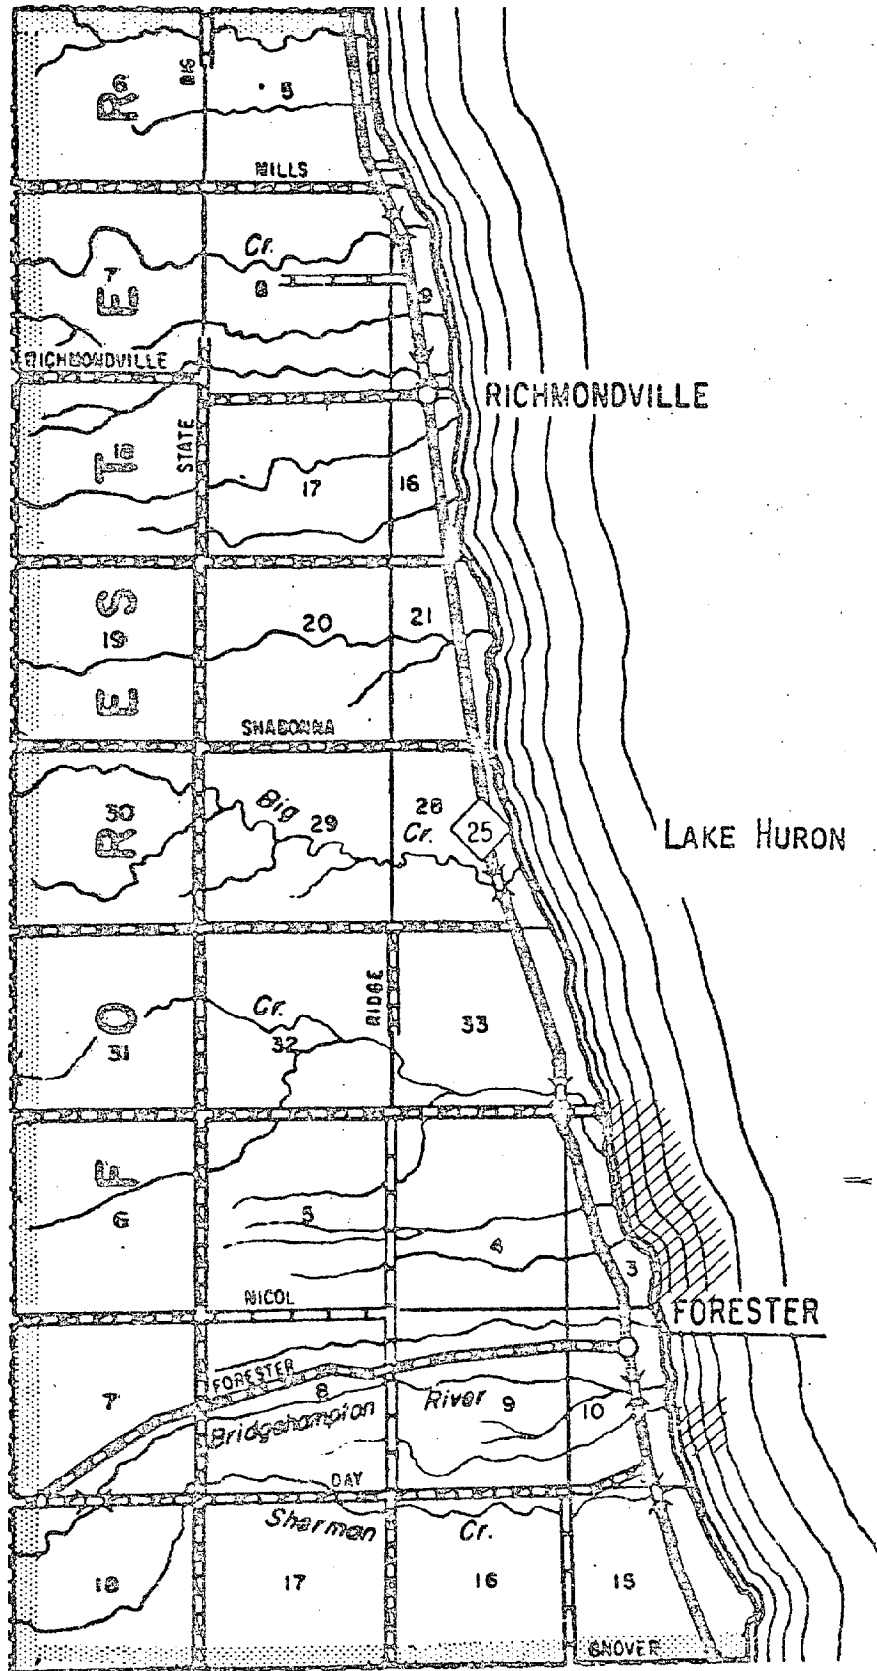 BIG
6
5
R
MILLS
Cr.
7
8
9
E
RICHMONDVILLE
RICHMONDVILLE
STATE
18
T
17
16
S
19
20
21
E
SHABONNA
30
Big
29
28
Cr.
R
25
LAKE HURON
RIDGE
O
Cr.
31
32
33
F
6
5
4
3
NICOL
FORESTER
FORESTER
7
8
River
9
10
Bridgehampton
DAY
Sherman
Cr.
18
17
16
15